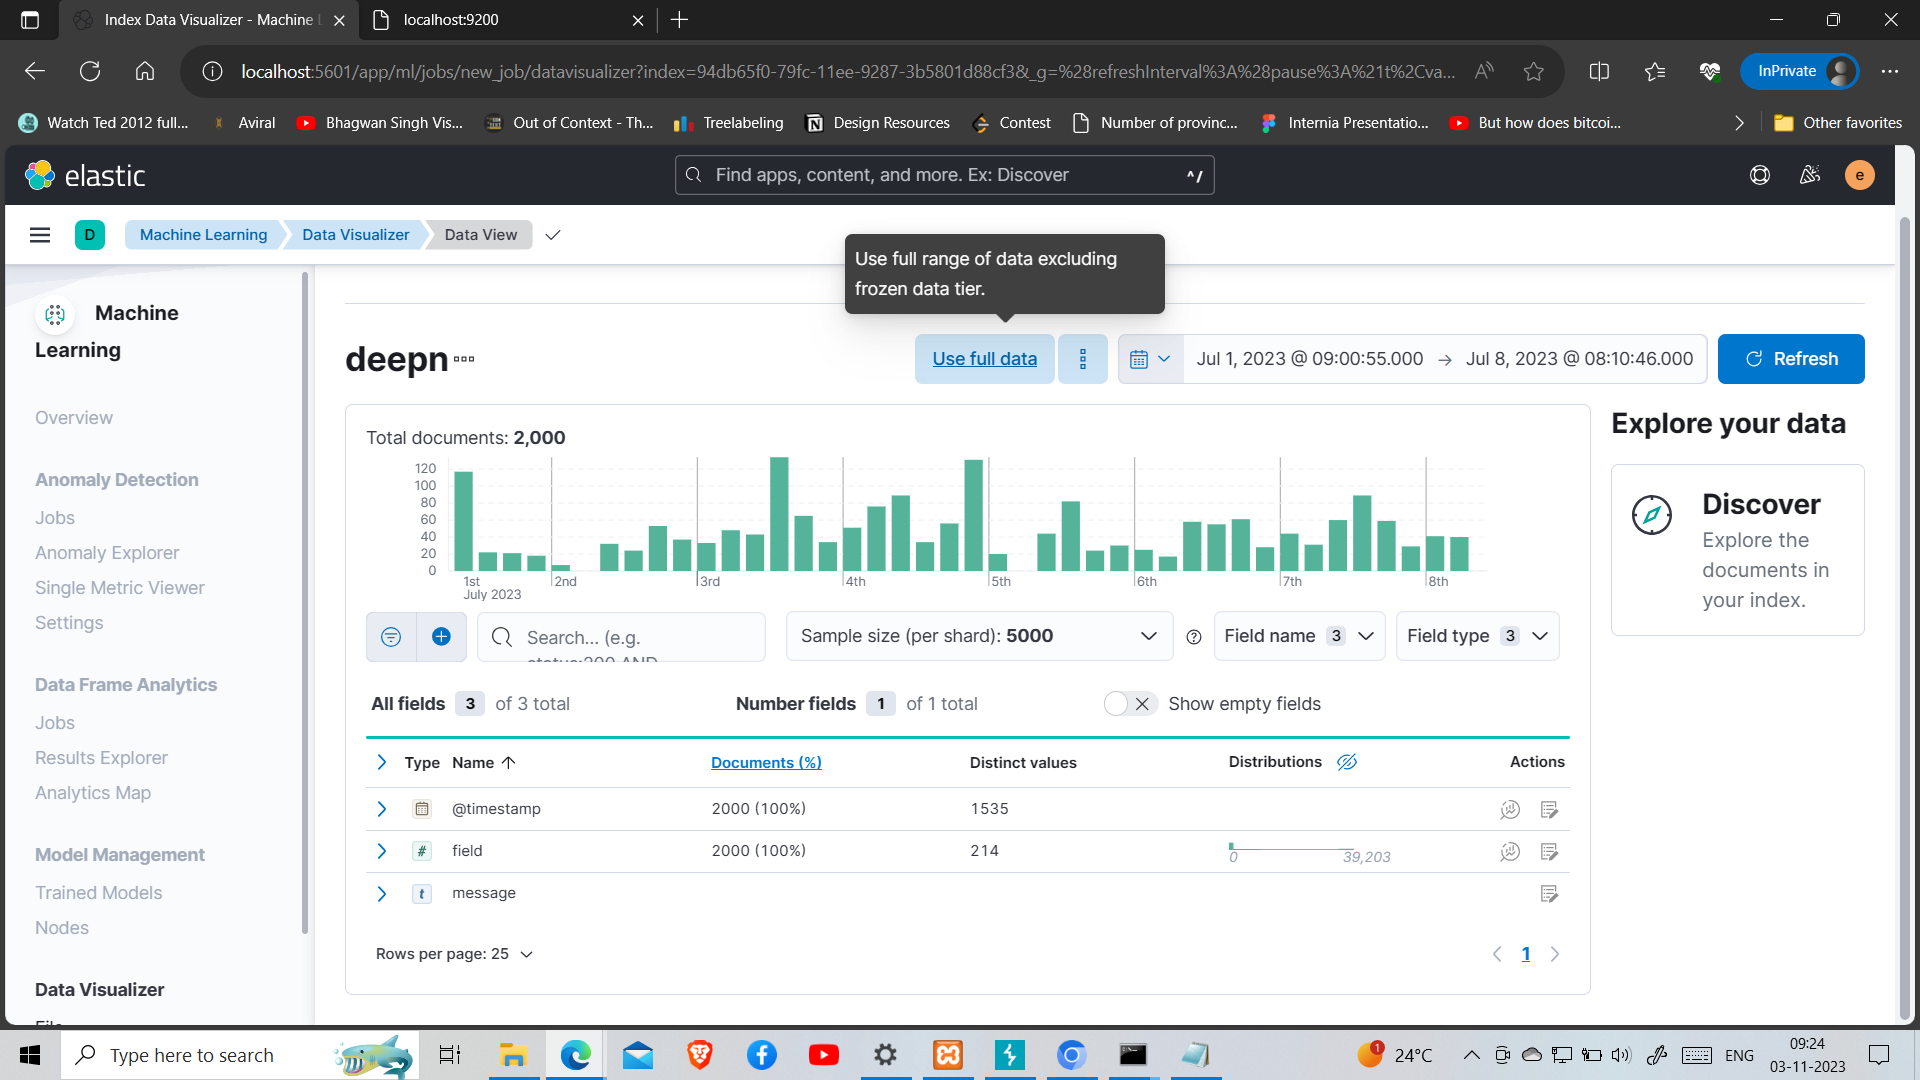 Index Data Visualizer - Machine L
localhost:9200
localhost:5601/app/ml/jobs/new_job/datavisualizer?index=94db65f0-79fc-11ee-9287-3b5801d88cf3&_g=%28refreshInterval%3A%28pause%3A%21t%2Cva...
InPrivate
Watch Ted 2012 full...
Aviral
Bhagwan Singh Vis...
Out of Context - Th...
Treelabeling
Design Resources
Contest
Number of provinc...
Internia Presentatio...
But how does bitcoi...
Other favorites
elastic
Find apps, content, and more. Ex: Discover
^/
e
D
Machine Learning
Data Visualizer
Data View
Use full range of data excluding
frozen data tier.
Machine
Learning
Overview
Anomaly Detection
Jobs
Anomaly Explorer
Single Metric Viewer
Settings
Data Frame Analytics
Jobs
Results Explorer
Analytics Map
Model Management
Trained Models
Nodes
Data Visualizer
File
deepn
Use full data
Jul 1, 2023 @ 09:00:55.000 → Jul 8, 2023 @ 08:10:46.000
Refresh
Total documents: 2,000
120
100
80
60
40
20
0
1st 2nd 3rd 4th 5th 6th 7th 8th
July 2023
Search... (e.g.
status:200 AND
Sample size (per shard): 5000
Field name 3
Field type 3
All fields 3 of 3 total
Number fields 1 of 1 total
Show empty fields
Type Name Documents (%) Distinct values Distributions Actions
@timestamp 2000 (100%) 1535
# field 2000 (100%) 214
0 39,203
t message
Rows per page: 25
1
Explore your data
Discover
Explore the
documents in
your index.
Type here to search
1
24°C
ENG
09:24
03-11-2023